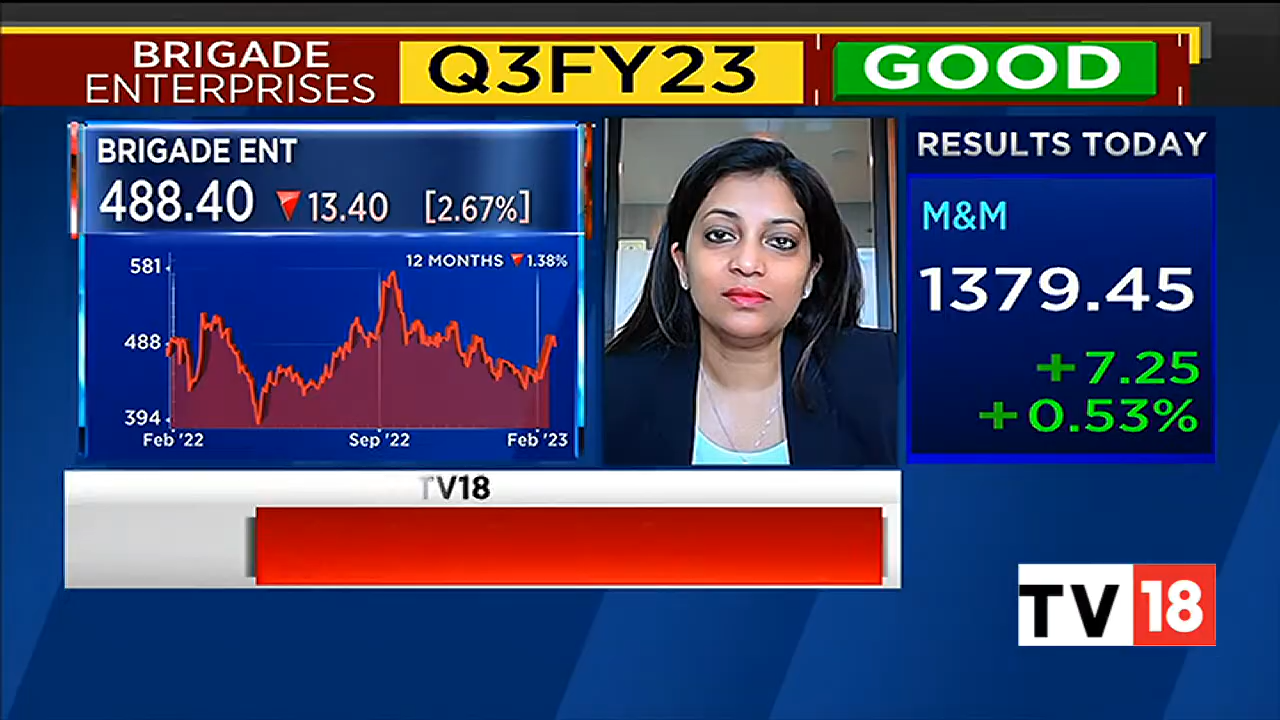 BRIGADE
ENTERPRISES
Q3FY23
GOOD
BRIGADE ENT
488.40 ▼13.40 [2.67%]
12 MONTHS ▼1.38%
581
488
394
Feb '22 Sep '22 Feb '23
RESULTS TODAY
M&M
1379.45
+7.25
+0.53%
TV18
TV18